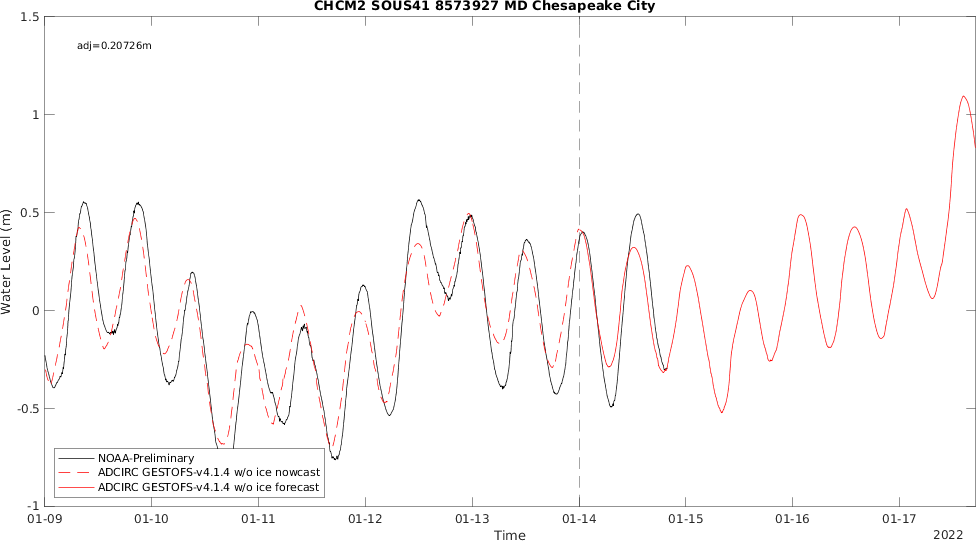 CHCM2 SOUS41 8573927 MD Chesapeake City
adj=0.20726m
1.5
1
0.5
0
-0.5
-1
Water Level (m)
NOAA-Preliminary
ADCIRC GESTOFS-v4.1.4 w/o ice nowcast
ADCIRC GESTOFS-v4.1.4 w/o ice forecast
01-09 01-10 01-11 01-12 01-13 01-14 01-15 01-16 01-17
Time
2022